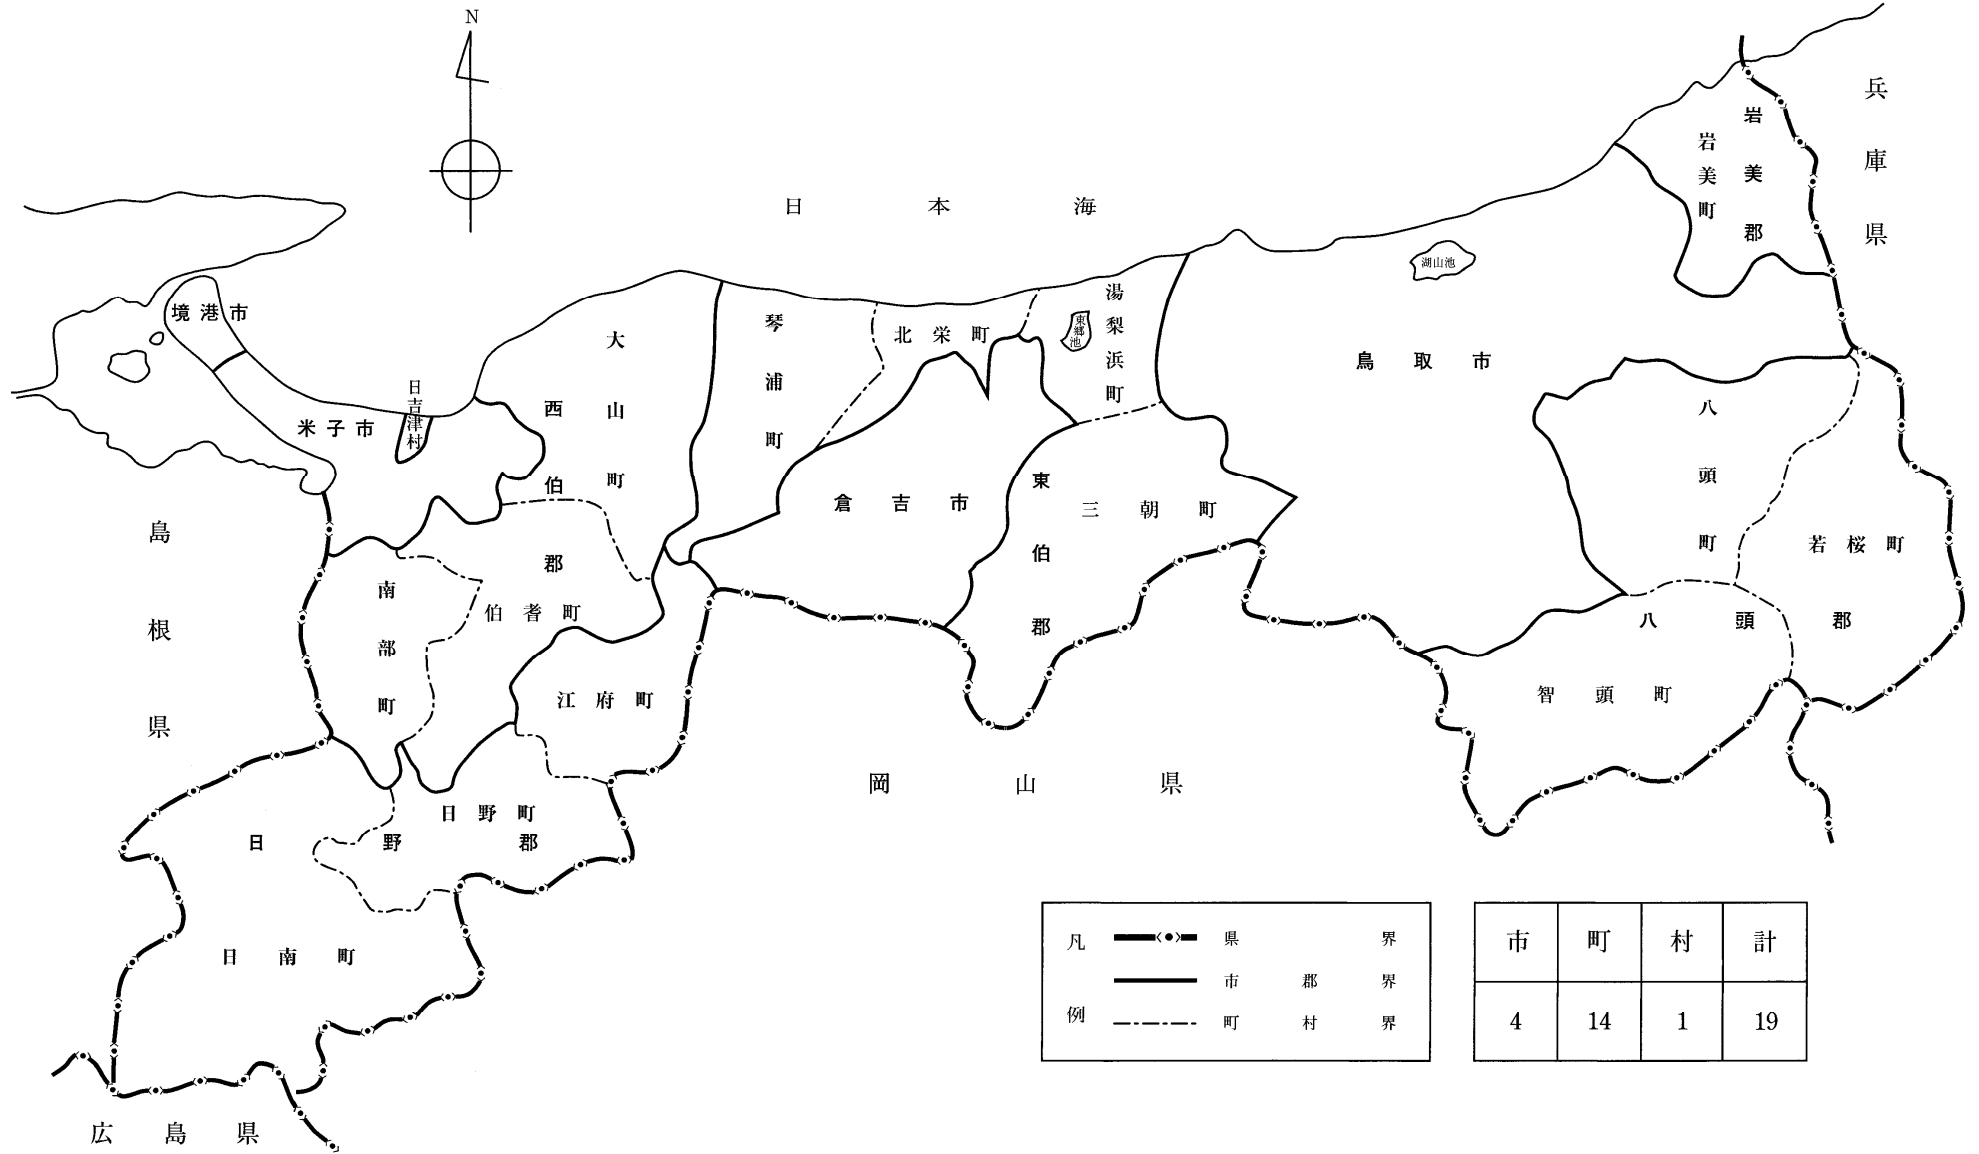 N
日本海
兵庫県
岩美郡
岩美町
湖山池
鳥取市
湯梨浜町
東郷池
北栄町
琴浦町
大山町
境港市
日吉津村
米子市
西伯郡
倉吉市
東伯郡
三朝町
八頭町
若桜町
八頭郡
智頭町
島根県
南部町
伯耆町
江府町
日野町
日野郡
日南町
岡山県
広島県
凡例
県界
市郡界
町村界
市 町 村 計
4 14 1 19